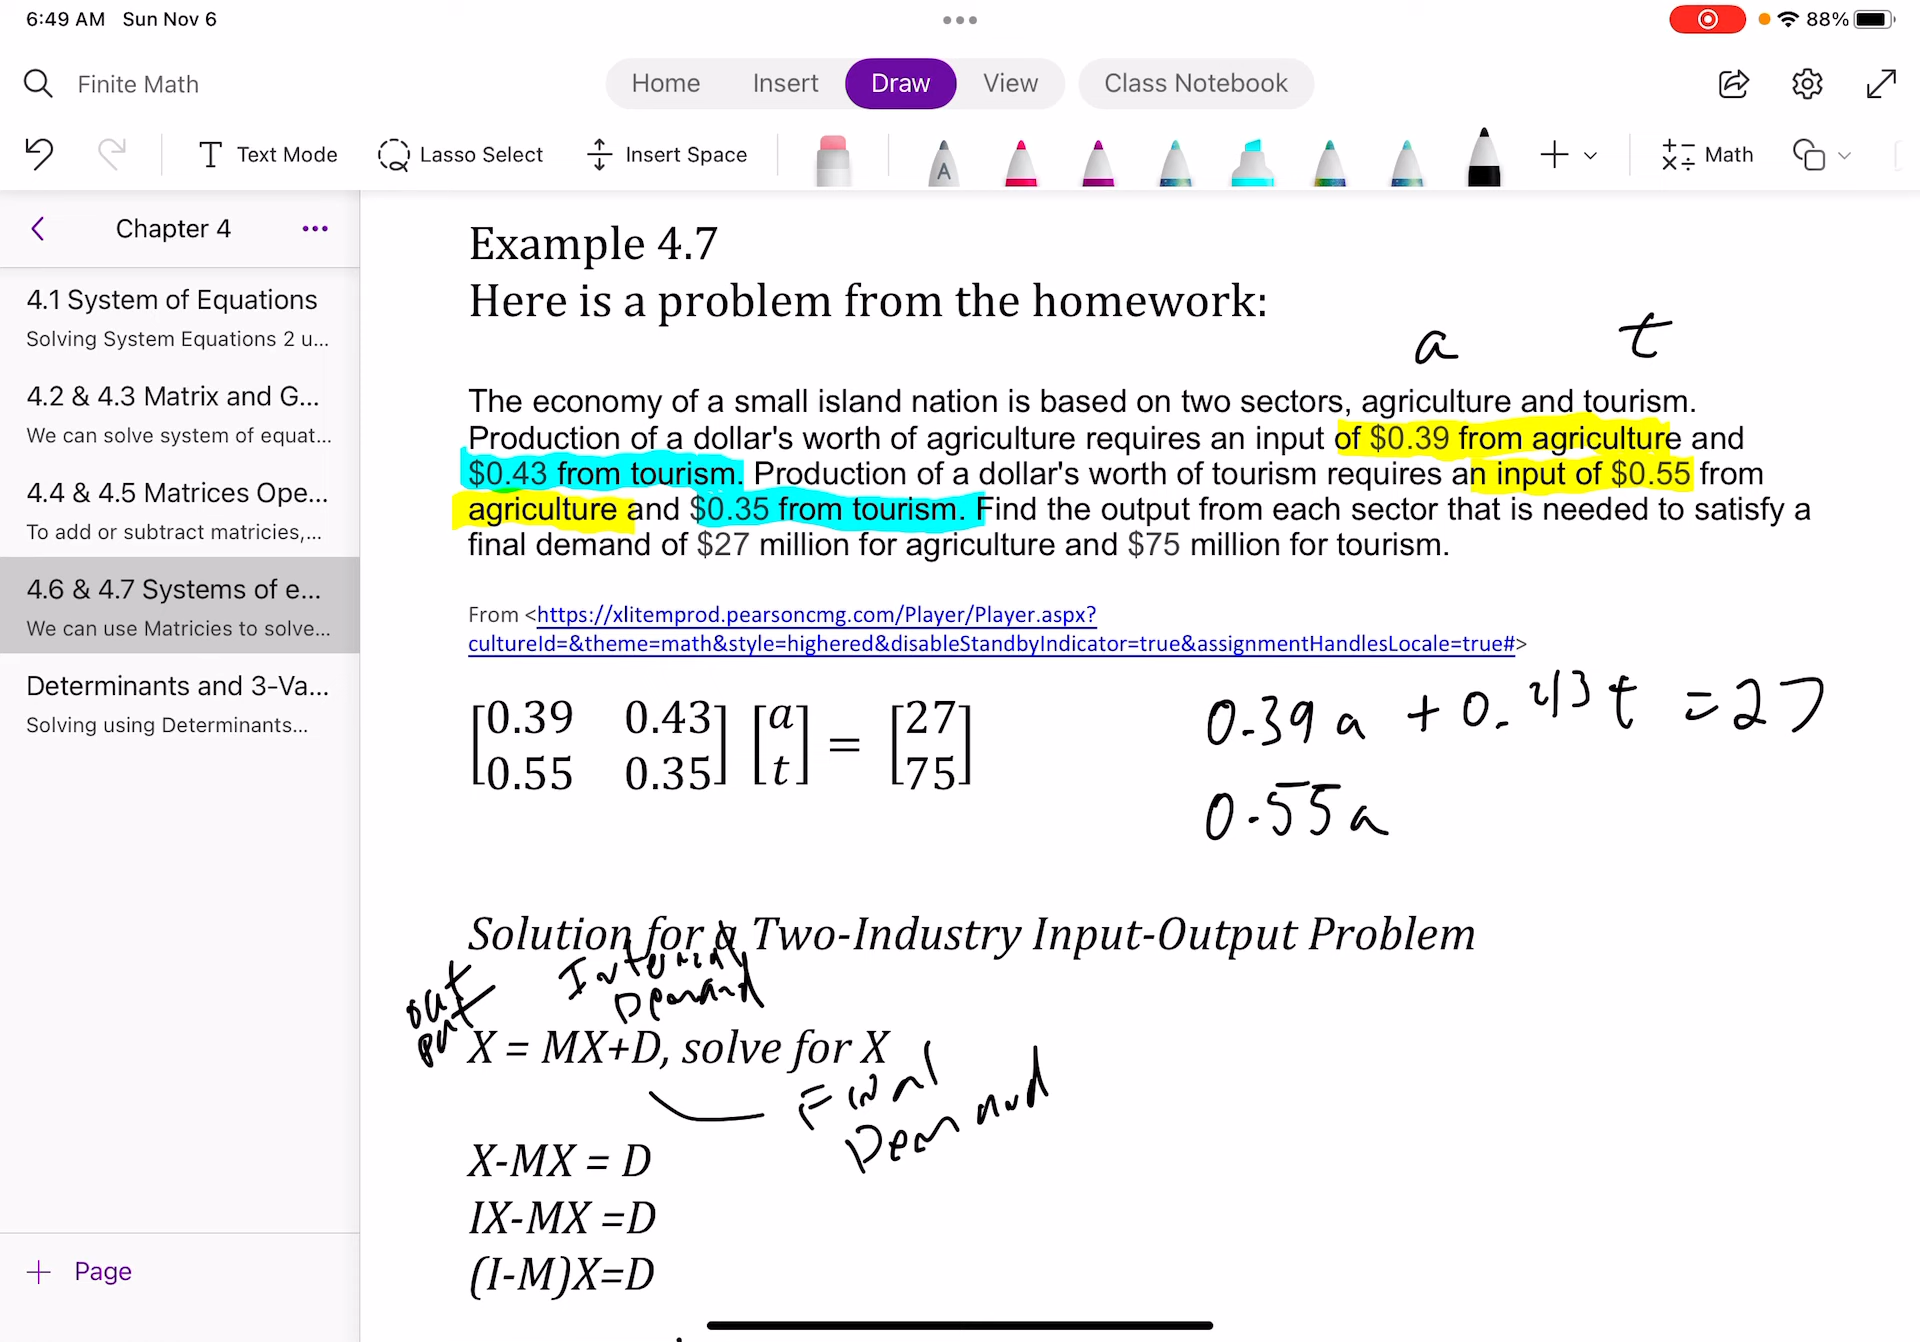 6:49 AM Sun Nov 6
88%
Finite Math
Home Insert Draw View Class Notebook
Text Mode Lasso Select Insert Space A Math
Chapter 4
4.1 System of Equations
Solving System Equations 2 u...
4.2 & 4.3 Matrix and G...
We can solve system of equat...
4.4 & 4.5 Matrices Ope...
To add or subtract matricies,...
4.6 & 4.7 Systems of e...
We can use Matricies to solve...
Determinants and 3-Va...
Solving using Determinants...
+ Page
Example 4.7
Here is a problem from the homework:
a t
The economy of a small island nation is based on two sectors, agriculture and tourism.
Production of a dollar's worth of agriculture requires an input of $0.39 from agriculture and
$0.43 from tourism. Production of a dollar's worth of tourism requires an input of $0.55 from
agriculture and $0.35 from tourism. Find the output from each sector that is needed to satisfy a
final demand of $27 million for agriculture and $75 million for tourism.
From <https://xlitemprod.pearsoncmg.com/Player/Player.aspx?
cultureId=&theme=math&style=highered&disableStandbyIndicator=true&assignmentHandlesLocale=true#>
[0.39 0.43] [a] = [27]
[0.55 0.35] [t] [75]
0.39a + 0.43t = 27
0.55a
Solution for a Two-Industry Input-Output Problem
Internal
Demand
out
put
X = MX+D, solve for X
Final
Demand
X-MX = D
IX-MX =D
(I-M)X=D